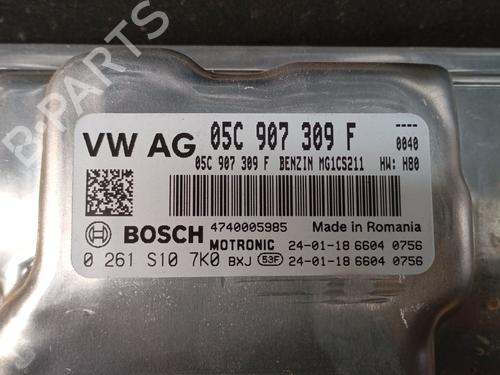 VW AG 05C 907 309 F ----
0040
05C 907 309 F BENZIN MG1CS211 HW: H80
4740005985 Made in Romania
BOSCH MOTRONIC 24-01-18 6604 0756
0 261 S10 7K0 BXJ 53F 24-01-18 6604 0756
B-PARTS